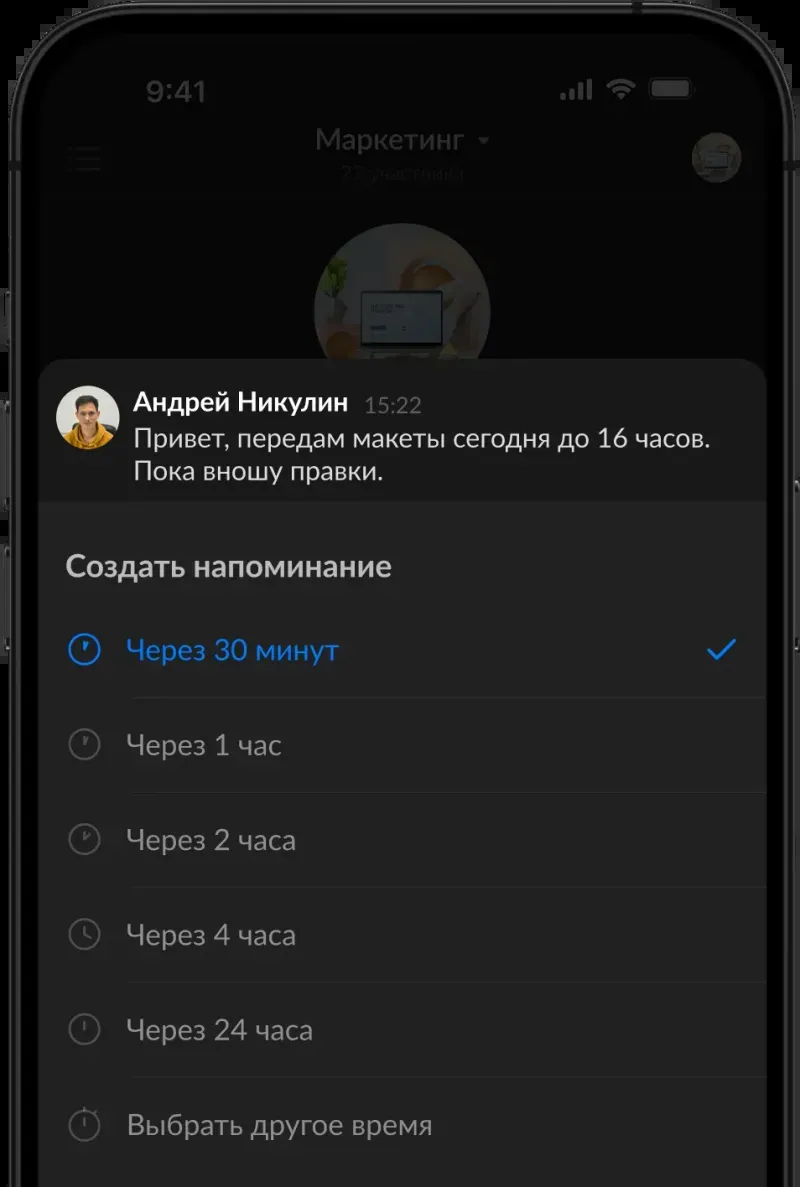 9:41
Маркетинг
Андрей Никулин 15:22
Привет, передам макеты сегодня до 16 часов.
Пока вношу правки.
Создать напоминание
Через 30 минут
Через 1 час
Через 2 часа
Через 4 часа
Через 24 часа
Выбрать другое время